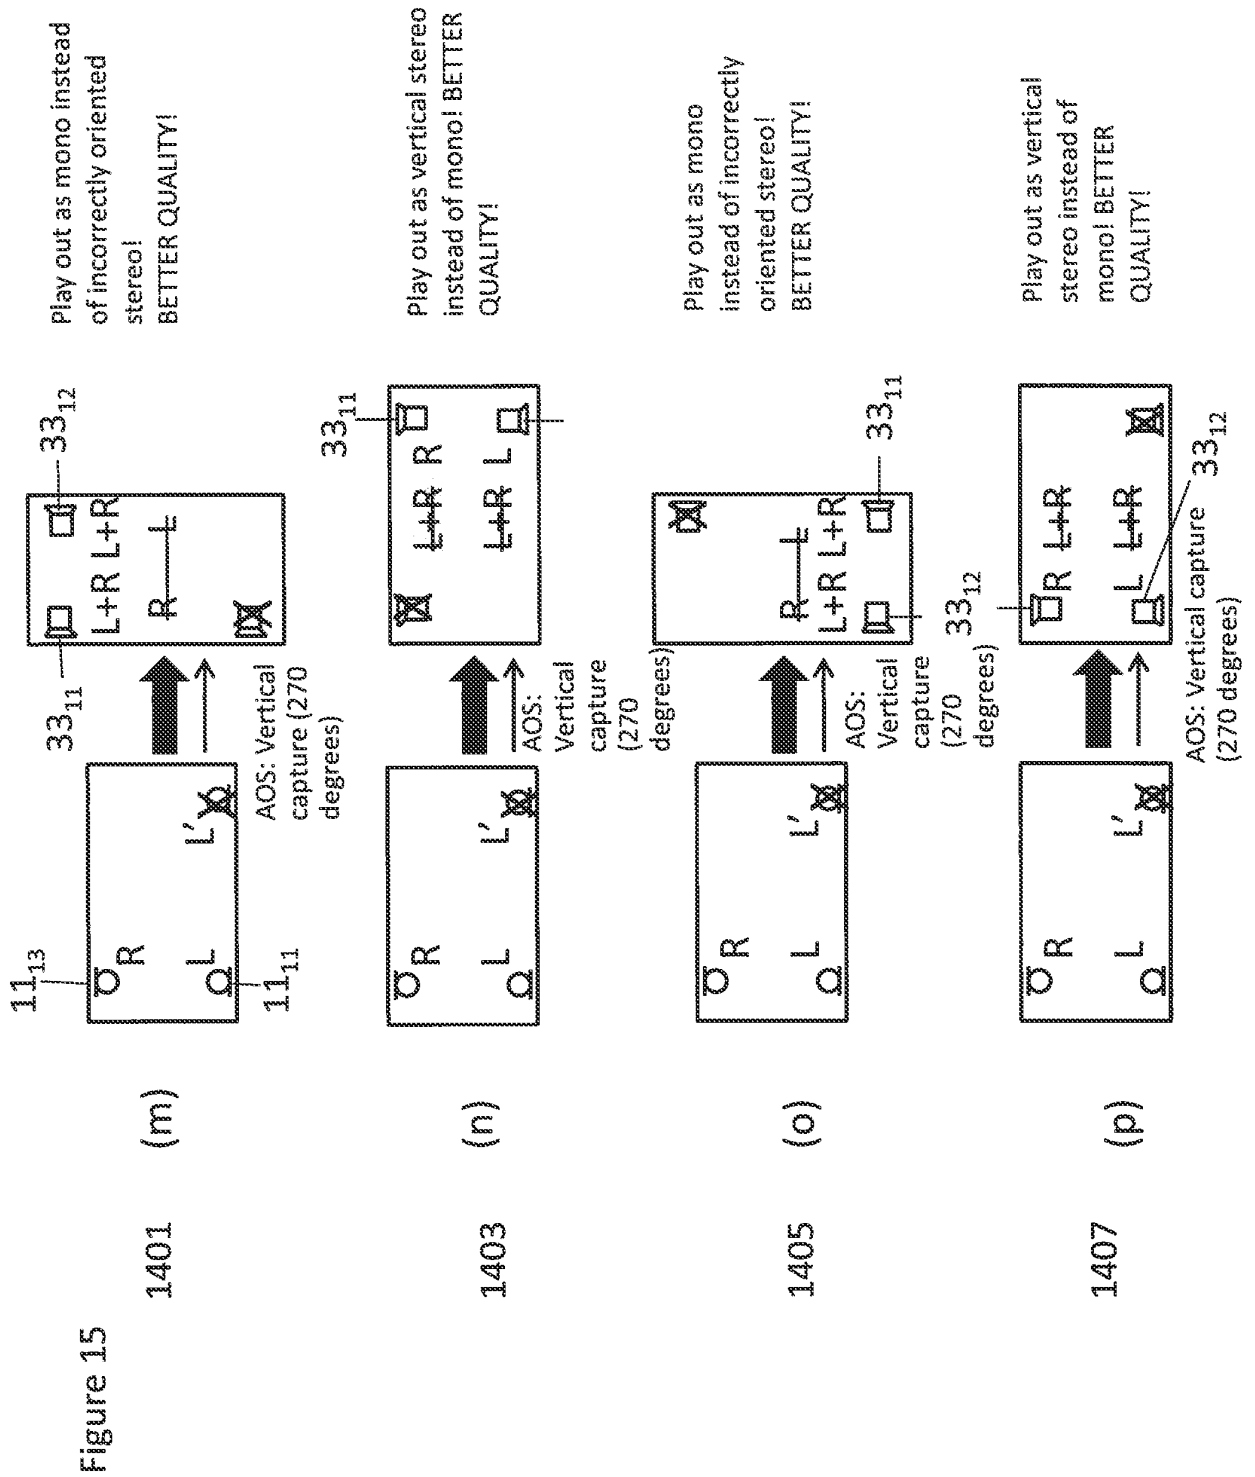 Figure 15
1401
(m)
11₁₃
R
L
L'
11₁₁
AOS: Vertical
capture (270
degrees)
33₁₁
33₁₂
L+R L+R
R L
Play out as mono instead
of incorrectly oriented
stereo!
BETTER QUALITY!
1403
(n)
R
L
L'
AOS:
Vertical
capture
(270
degrees)
33₁₁
L+R R
L+R L
Play out as vertical stereo
instead of mono! BETTER
QUALITY!
1405
(o)
R
L
L'
AOS:
Vertical
capture
(270
degrees)
R L
L+R L+R
33₁₂
33₁₁
Play out as mono
instead of incorrectly
oriented stereo!
BETTER QUALITY!
1407
(p)
R
L
L'
AOS: Vertical capture
(270 degrees)
33₁₂
R L+R
L L+R
33₁₂
Play out as vertical
stereo instead of
mono! BETTER
QUALITY!